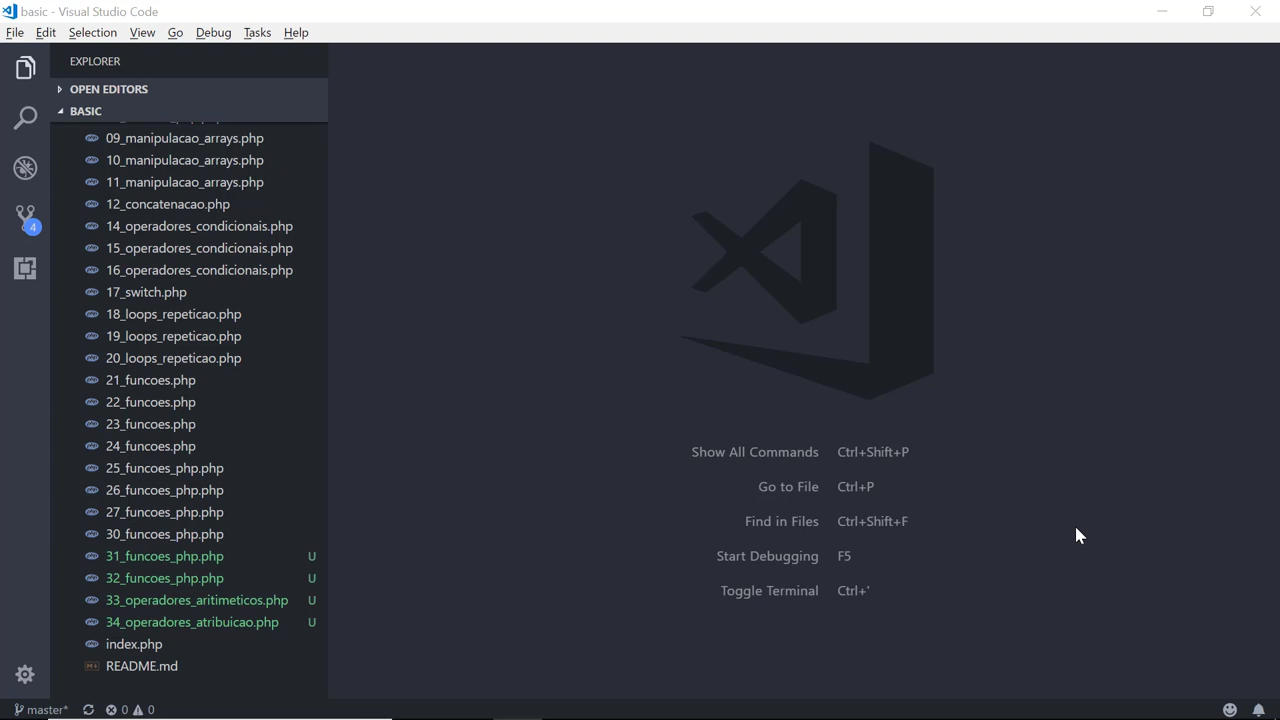 basic - Visual Studio Code
File Edit Selection View Go Debug Tasks Help
EXPLORER
OPEN EDITORS
BASIC
09_manipulacao_arrays.php
10_manipulacao_arrays.php
11_manipulacao_arrays.php
12_concatenacao.php
14_operadores_condicionais.php
15_operadores_condicionais.php
16_operadores_condicionais.php
17_switch.php
18_loops_repeticao.php
19_loops_repeticao.php
20_loops_repeticao.php
21_funcoes.php
22_funcoes.php
23_funcoes.php
24_funcoes.php
25_funcoes_php.php
26_funcoes_php.php
27_funcoes_php.php
30_funcoes_php.php
31_funcoes_php.php U
32_funcoes_php.php U
33_operadores_aritimeticos.php U
34_operadores_atribuicao.php U
index.php
README.md
4
Show All Commands Ctrl+Shift+P
Go to File Ctrl+P
Find in Files Ctrl+Shift+F
Start Debugging F5
Toggle Terminal Ctrl+'
master* 0 0